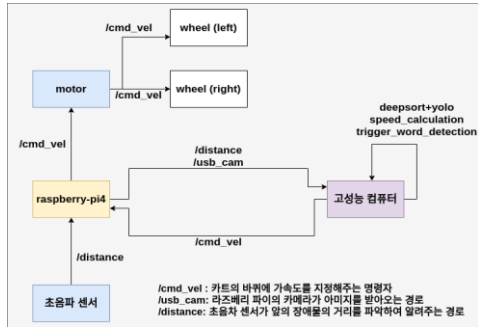 /cmd_vel
wheel (left)
motor
/cmd_vel
wheel (right)
deepsort+yolo
speed_calculation
trigger_word_detection
/cmd_vel
/distance
/usb_cam
raspberry-pi4
고성능 컴퓨터
/cmd_vel
/distance
초음파 센서
/cmd_vel : 카트의 바퀴에 가속도를 지정해주는 명령자
/usb_cam: 라즈베리 파이의 카메라가 이미지를 받아오는 경로
/distance: 초음차 센서가 앞의 장애물의 거리를 파악하여 알려주는 경로